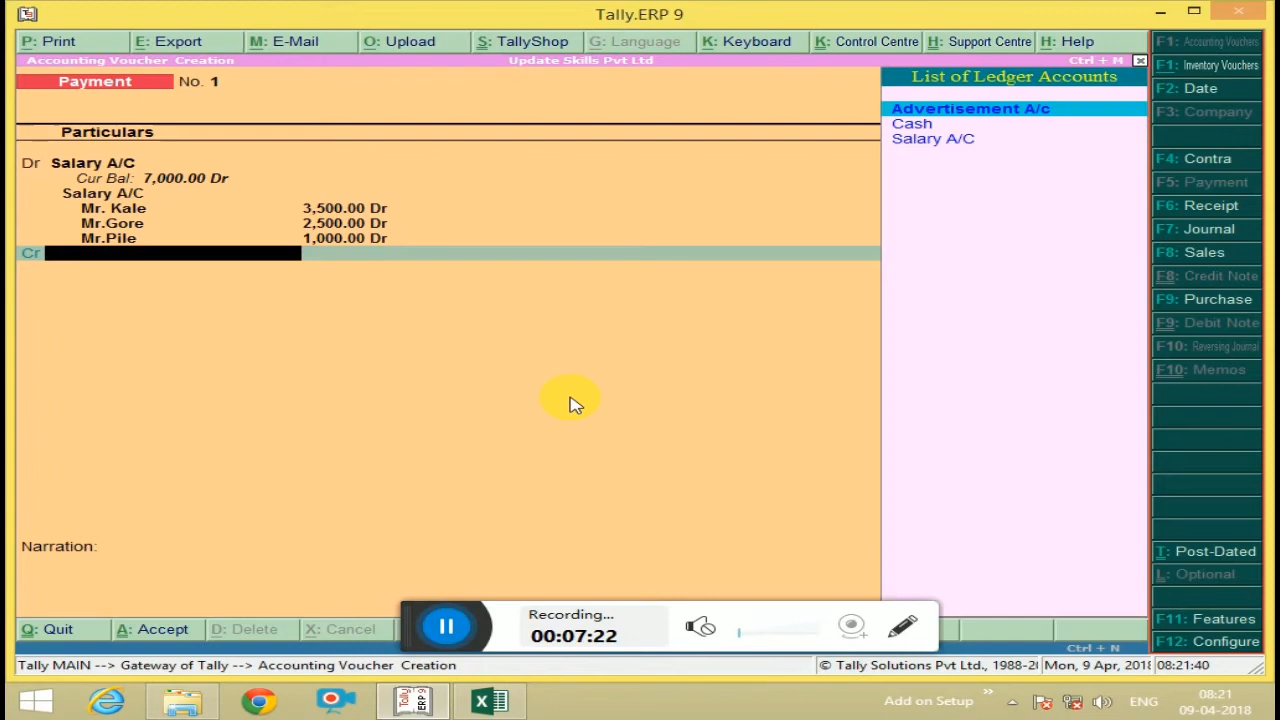 Tally.ERP 9
P: Print E: Export M: E-Mail O: Upload S: TallyShop G: Language K: Keyboard K: Control Centre H: Support Centre H: Help
Accounting Voucher Creation Update Skills Pvt Ltd Ctrl + M
Payment No. 1
Particulars
Dr Salary A/C
Cur Bal: 7,000.00 Dr
Salary A/C
Mr. Kale 3,500.00 Dr
Mr.Gore 2,500.00 Dr
Mr.Pile 1,000.00 Dr
Cr
Narration:
List of Ledger Accounts
Advertisement A/c
Cash
Salary A/C
F1: Accounting Vouchers
F1: Inventory Vouchers
F2: Date
F3: Company
F4: Contra
F5: Payment
F6: Receipt
F7: Journal
F8: Sales
F8: Credit Note
F9: Purchase
F9: Debit Note
F10: Reversing Journal
F10: Memos
T: Post-Dated
L: Optional
F11: Features
F12: Configure
Q: Quit A: Accept D: Delete X: Cancel
Recording...
00:07:22
Ctrl + N
Tally MAIN --> Gateway of Tally --> Accounting Voucher Creation © Tally Solutions Pvt Ltd., 1988-20 Mon, 9 Apr, 2018 08:21:40
Tally ERP 9
Add on Setup » ENG 08:21
09-04-2018